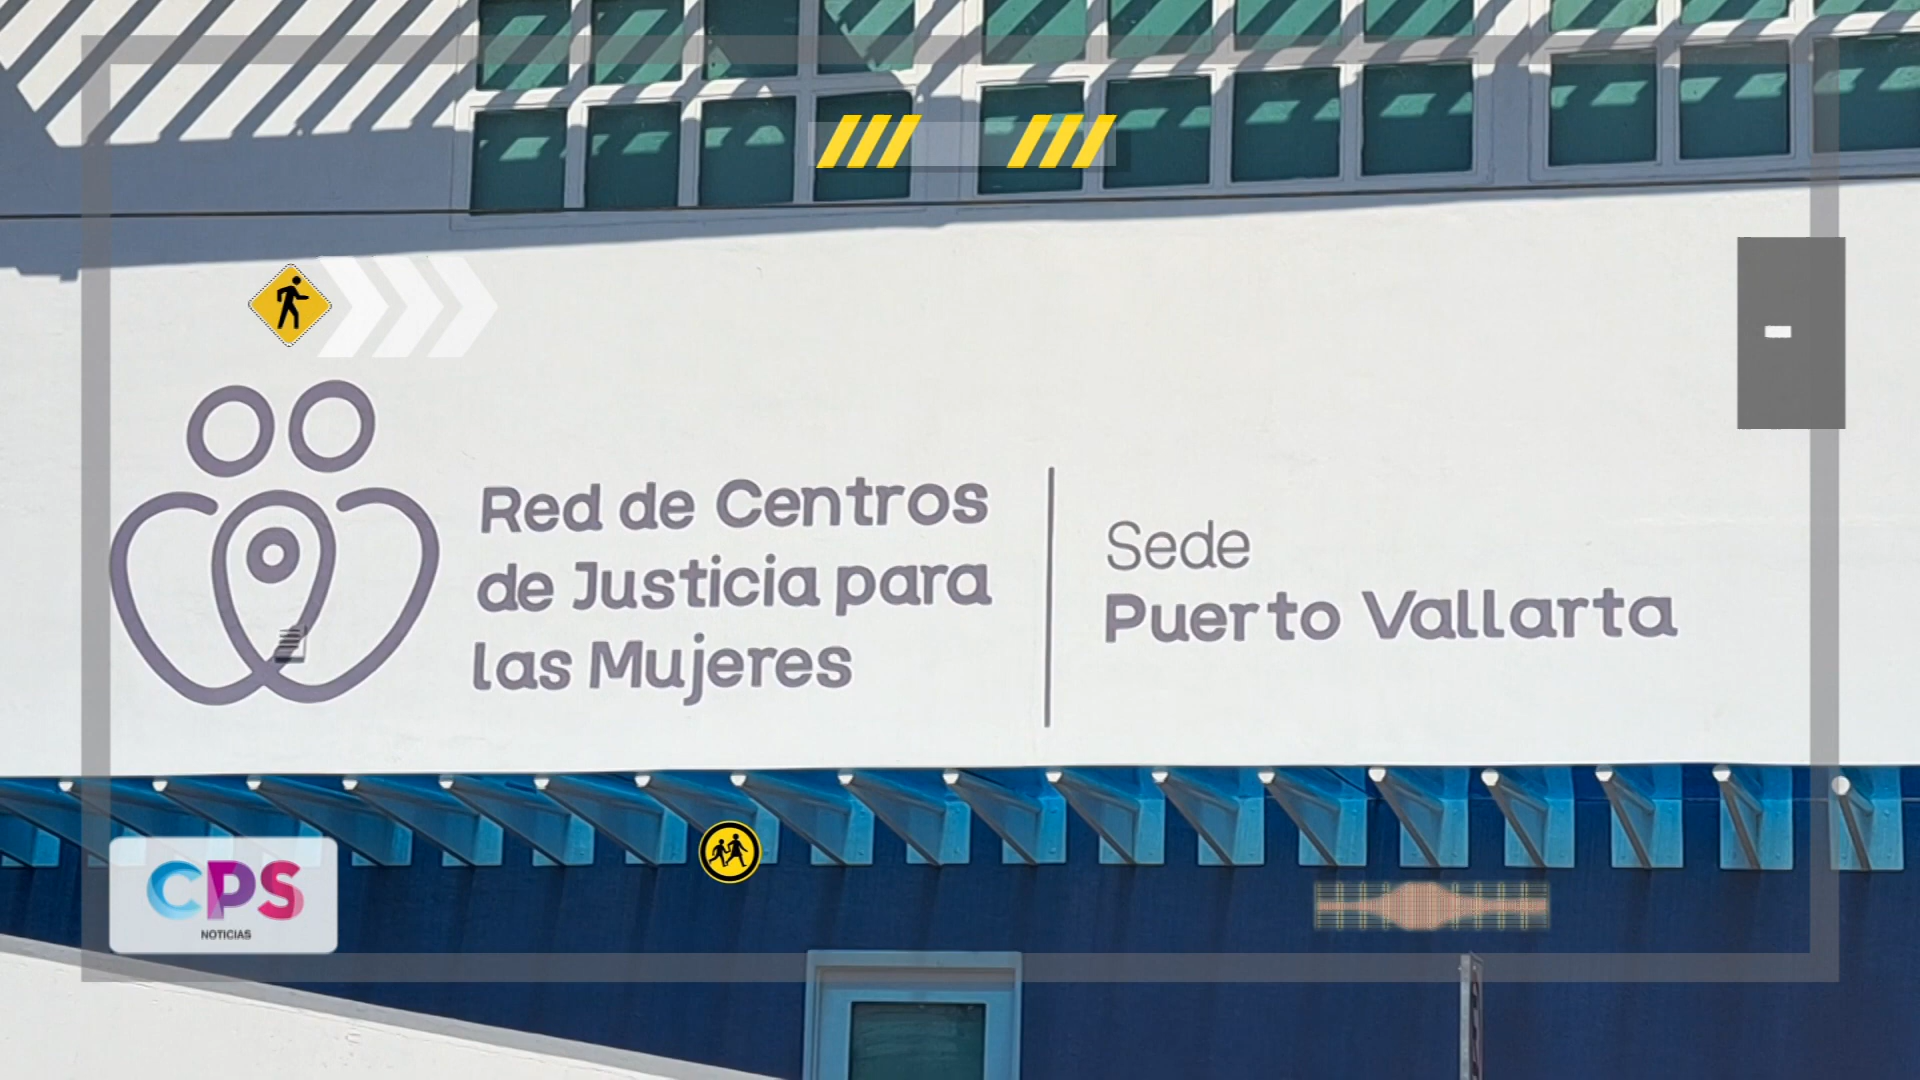 Red de Centros
de Justicia para
las Mujeres
Sede
Puerto Vallarta
CPS
NOTICIAS